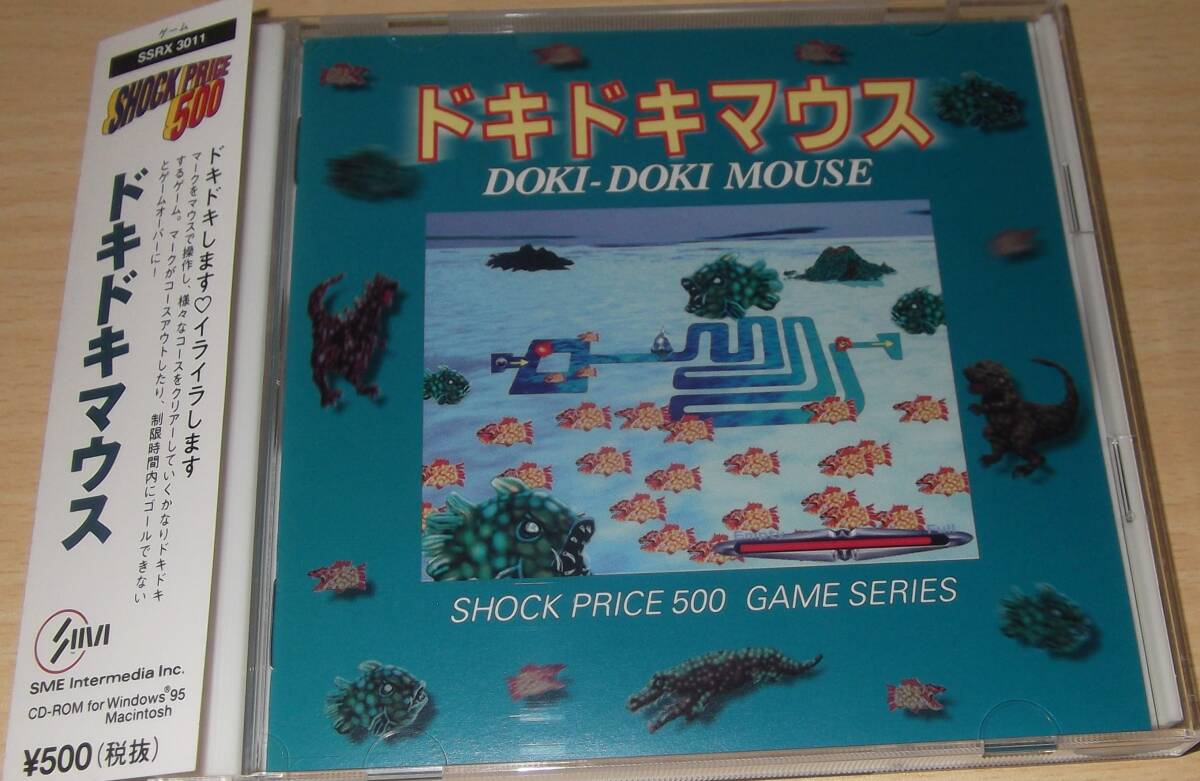 ゲーム
SSRX 3011
SHOCK PRICE
500
ドキドキマウス
ドキドキします♡イライラします
マークをマウスで操作し、様々なコースをクリアーしていくかなりドキドキ
するゲーム。マークがコースアウトしたり、制限時間内にゴールできない
とゲームオーバーに!
SMI
SME Intermedia Inc.
CD-ROM for Windows®95
Macintosh
¥500(税抜)
ドキドキマウス
DOKI-DOKI MOUSE
SHOCK PRICE 500 GAME SERIES